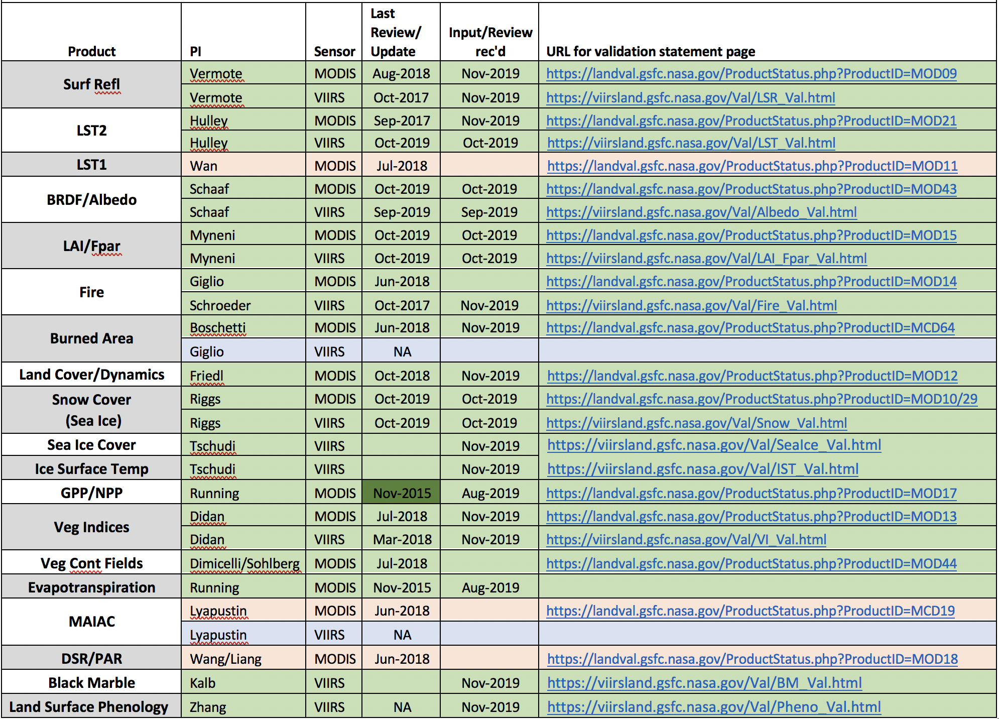 Product PI Sensor Last Review/ Update Input/Review rec'd URL for validation statement page
Surf Refl Vermote MODIS Aug-2018 Nov-2019 https://landval.gsfc.nasa.gov/ProductStatus.php?ProductID=MOD09
Vermote VIIRS Oct-2017 Nov-2019 https://viirsland.gsfc.nasa.gov/Val/LSR_Val.html
LST2 Hulley MODIS Sep-2017 Nov-2019 https://landval.gsfc.nasa.gov/ProductStatus.php?ProductID=MOD21
Hulley VIIRS Oct-2019 Oct-2019 https://viirsland.gsfc.nasa.gov/Val/LST_Val.html
LST1 Wan MODIS Jul-2018 https://landval.gsfc.nasa.gov/ProductStatus.php?ProductID=MOD11
BRDF/Albedo Schaaf MODIS Oct-2019 Oct-2019 https://landval.gsfc.nasa.gov/ProductStatus.php?ProductID=MOD43
Schaaf VIIRS Sep-2019 Sep-2019 https://viirsland.gsfc.nasa.gov/Val/Albedo_Val.html
LAI/Fpar Myneni MODIS Oct-2019 Oct-2019 https://landval.gsfc.nasa.gov/ProductStatus.php?ProductID=MOD15
Myneni VIIRS Oct-2019 Oct-2019 https://viirsland.gsfc.nasa.gov/Val/LAI_Fpar_Val.html
Fire Giglio MODIS Jun-2018 https://landval.gsfc.nasa.gov/ProductStatus.php?ProductID=MOD14
Schroeder VIIRS Oct-2017 Nov-2019 https://viirsland.gsfc.nasa.gov/Val/Fire_Val.html
Burned Area Boschetti MODIS Jun-2018 Nov-2019 https://landval.gsfc.nasa.gov/ProductStatus.php?ProductID=MCD64
Giglio VIIRS NA
Land Cover/Dynamics Friedl MODIS Oct-2018 Nov-2019 https://landval.gsfc.nasa.gov/ProductStatus.php?ProductID=MOD12
Snow Cover (Sea Ice) Riggs MODIS Oct-2019 Oct-2019 https://landval.gsfc.nasa.gov/ProductStatus.php?ProductID=MOD10/29
Riggs VIIRS Oct-2019 Oct-2019 https://viirsland.gsfc.nasa.gov/Val/Snow_Val.html
Sea Ice Cover Tschudi VIIRS Nov-2019 https://viirsland.gsfc.nasa.gov/Val/SeaIce_Val.html
Ice Surface Temp Tschudi VIIRS Nov-2019 https://viirsland.gsfc.nasa.gov/Val/IST_Val.html
GPP/NPP Running MODIS Nov-2015 Aug-2019 https://landval.gsfc.nasa.gov/ProductStatus.php?ProductID=MOD17
Veg Indices Didan MODIS Jul-2018 Nov-2019 https://landval.gsfc.nasa.gov/ProductStatus.php?ProductID=MOD13
Didan VIIRS Mar-2018 Nov-2019 https://viirsland.gsfc.nasa.gov/Val/VI_Val.html
Veg Cont Fields Dimicelli/Sohlberg MODIS Jul-2018 https://landval.gsfc.nasa.gov/ProductStatus.php?ProductID=MOD44
Evapotranspiration Running MODIS Nov-2015 Aug-2019
MAIAC Lyapustin MODIS Jun-2018 https://landval.gsfc.nasa.gov/ProductStatus.php?ProductID=MCD19
Lyapustin VIIRS NA
DSR/PAR Wang/Liang MODIS Jun-2018 https://landval.gsfc.nasa.gov/ProductStatus.php?ProductID=MOD18
Black Marble Kalb VIIRS Nov-2019 https://viirsland.gsfc.nasa.gov/Val/BM_Val.html
Land Surface Phenology Zhang VIIRS NA Nov-2019 https://viirsland.gsfc.nasa.gov/Val/Pheno_Val.html